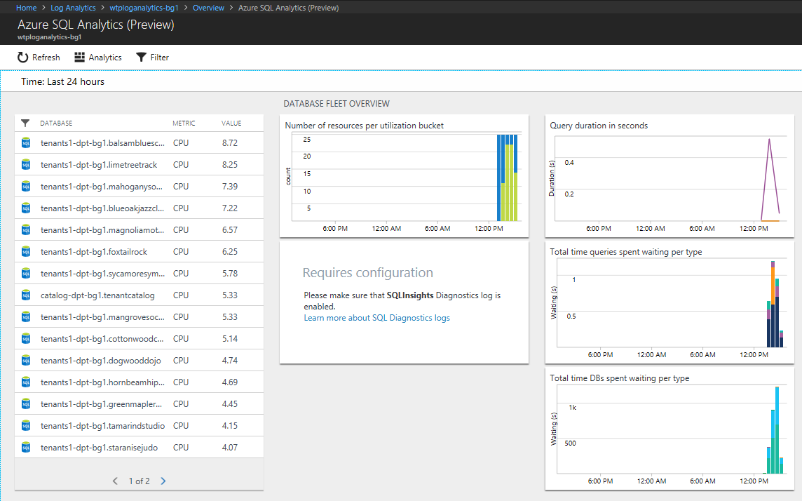 Home > Log Analytics > wtploganalytics-bg1 > Overview > Azure SQL Analytics (Preview)
Azure SQL Analytics (Preview)
wtploganalytics-bg1
Refresh Analytics Filter
Time: Last 24 hours
DATABASE METRIC VALUE
tenants1-dpt-bg1.balsambluesc... CPU 8.72
tenants1-dpt-bg1.limetreetrack CPU 8.25
tenants1-dpt-bg1.mahoganyso... CPU 7.39
tenants1-dpt-bg1.blueoakjazzcl... CPU 7.22
tenants1-dpt-bg1.magnoliamot... CPU 6.57
tenants1-dpt-bg1.foxtailrock CPU 6.25
tenants1-dpt-bg1.sycamoresym... CPU 5.78
catalog-dpt-bg1.tenantcatalog CPU 5.33
tenants1-dpt-bg1.mangrovesoc... CPU 5.33
tenants1-dpt-bg1.cottonwoodc... CPU 5.14
tenants1-dpt-bg1.dogwooddojo CPU 4.74
tenants1-dpt-bg1.hornbeamhip... CPU 4.69
tenants1-dpt-bg1.greenmapler... CPU 4.45
tenants1-dpt-bg1.tamarindstudio CPU 4.15
tenants1-dpt-bg1.staranisejudo CPU 4.07
< 1 of 2 >
DATABASE FLEET OVERVIEW
Number of resources per utilization bucket
count
25
20
15
10
5
6:00 PM 12:00 AM 6:00 AM 12:00 PM
Requires configuration
Please make sure that SQLInsights Diagnostics log is
enabled.
Learn more about SQL Diagnostics logs
Query duration in seconds
Duration (s)
0.4
0.2
6:00 PM 12:00 AM 6:00 AM 12:00 PM
Total time queries spent waiting per type
Waiting (s)
1
0.5
6:00 PM 12:00 AM 6:00 AM 12:00 PM
Total time DBs spent waiting per type
Waiting (s)
1k
500
6:00 PM 12:00 AM 6:00 AM 12:00 PM